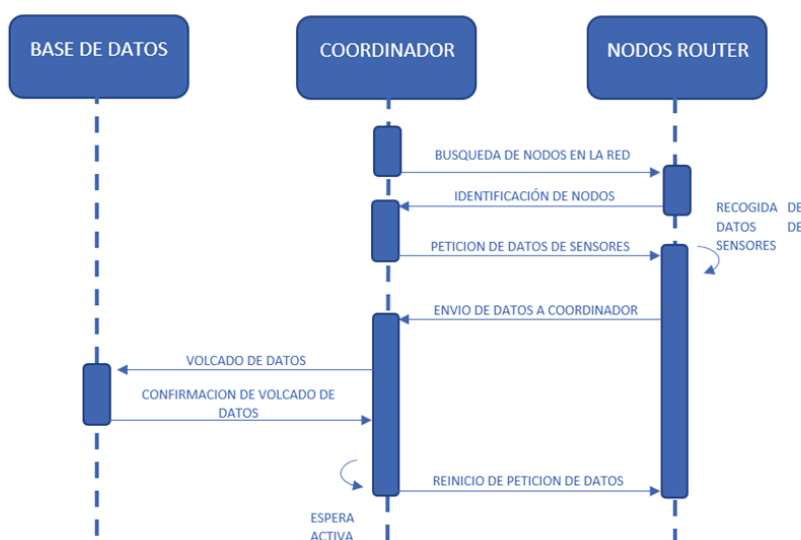 BASE DE DATOS
COORDINADOR
NODOS ROUTER
BUSQUEDA DE NODOS EN LA RED
IDENTIFICACIÓN DE NODOS
RECOGIDA DE
DATOS DE
SENSORES
PETICION DE DATOS DE SENSORES
ENVIO DE DATOS A COORDINADOR
VOLCADO DE DATOS
CONFIRMACION DE VOLCADO DE
DATOS
REINICIO DE PETICION DE DATOS
ESPERA
ACTIVA